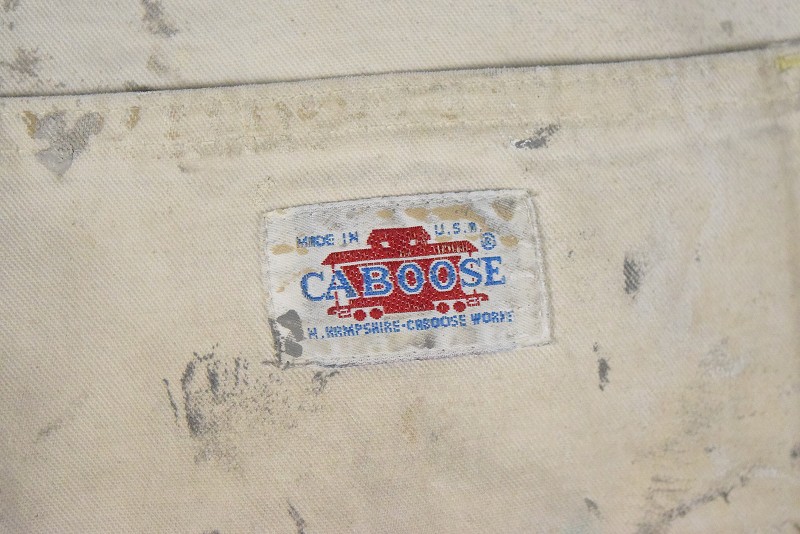 MADE IN U.S.A.
®
CABOOSE
N. HAMPSHIRE-CABOOSE WORKS